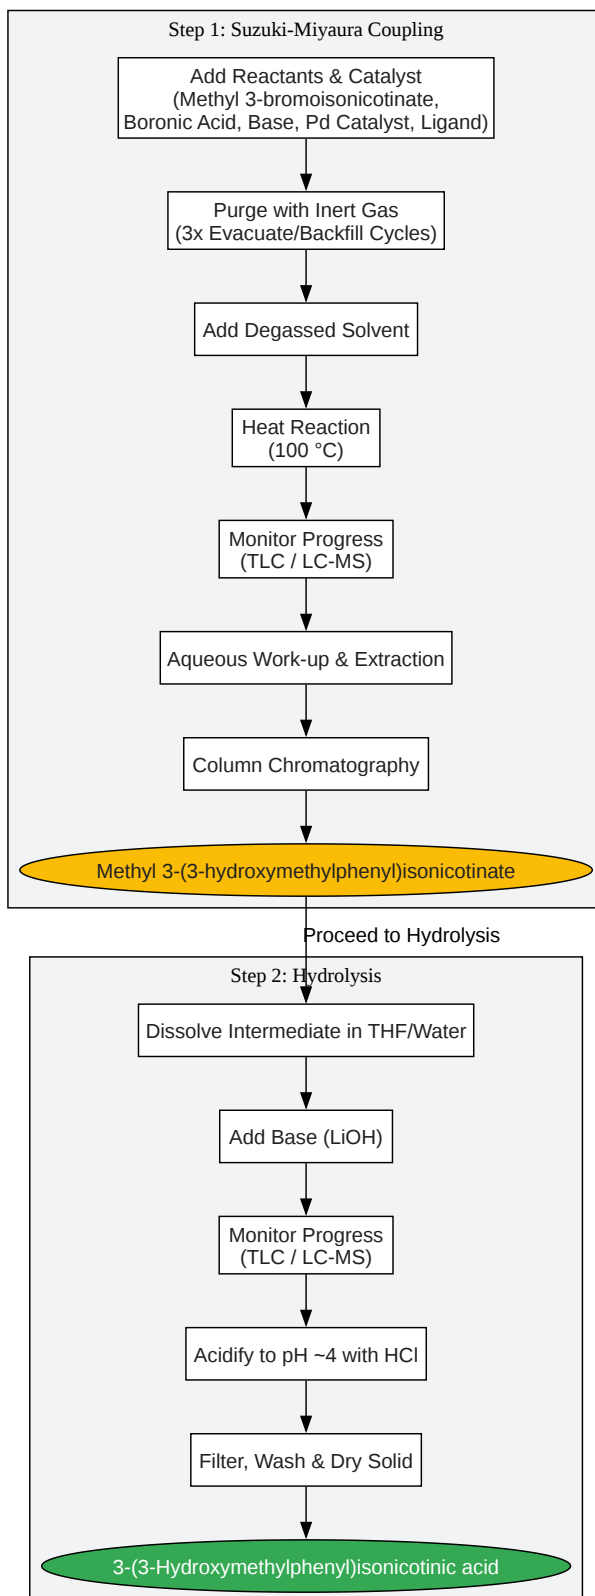 Step 1: Suzuki-Miyaura Coupling
Add Reactants & Catalyst
(Methyl 3-bromoisonicotinate,
Boronic Acid, Base, Pd Catalyst, Ligand)
Purge with Inert Gas
(3x Evacuate/Backfill Cycles)
Add Degassed Solvent
Heat Reaction
(100 °C)
Monitor Progress
(TLC / LC-MS)
Aqueous Work-up & Extraction
Column Chromatography
Methyl 3-(3-hydroxymethylphenyl)isonicotinate
Proceed to Hydrolysis
Step 2: Hydrolysis
Dissolve Intermediate in THF/Water
Add Base (LiOH)
Monitor Progress
(TLC / LC-MS)
Acidify to pH ~4 with HCl
Filter, Wash & Dry Solid
3-(3-Hydroxymethylphenyl)isonicotinic acid